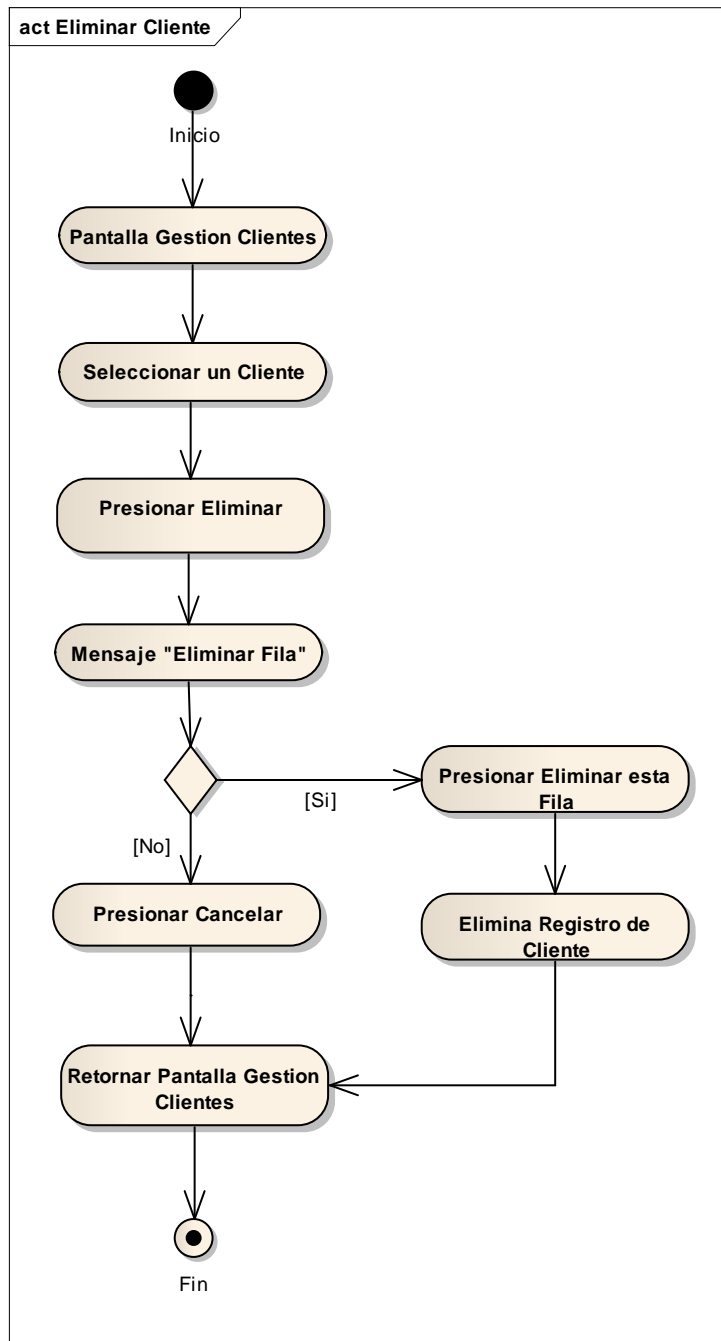 act Eliminar Cliente
Inicio
Pantalla Gestion Clientes
Seleccionar un Cliente
Presionar Eliminar
Mensaje "Eliminar Fila"
[Si]
Presionar Eliminar esta
Fila
[No]
Presionar Cancelar
Elimina Registro de
Cliente
Retornar Pantalla Gestion
Clientes
Fin